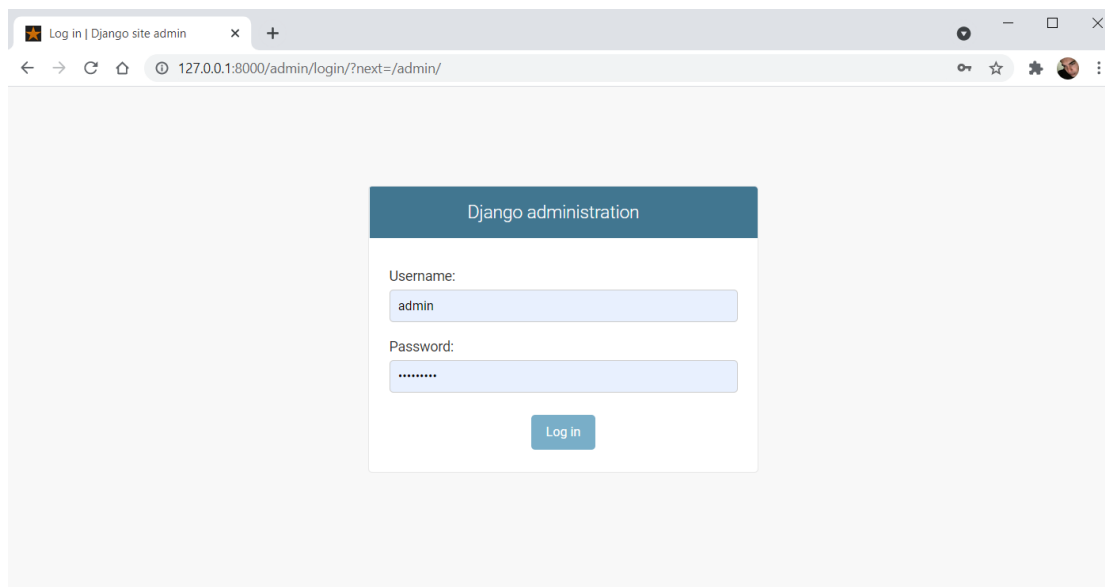 Log in | Django site admin
127.0.0.1:8000/admin/login/?next=/admin/
Django administration
Username:
admin
Password:
•••••••••
Log in